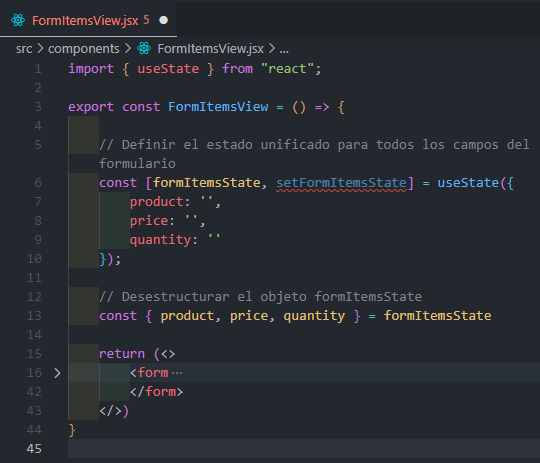 FormItemsView.jsx 5
src > components > FormItemsView.jsx > ...
1 import { useState } from "react";
2
3 export const FormItemsView = () => {
4
5 // Definir el estado unificado para todos los campos del
formulario
6 const [formItemsState, setFormItemsState] = useState({
7 product: '',
8 price: '',
9 quantity: ''
10 });
11
12 // Desestructurar el objeto formItemsState
13 const { product, price, quantity } = formItemsState
14
15 return (<>
16 <form ...
42 </form>
43 </>)
44 }
45